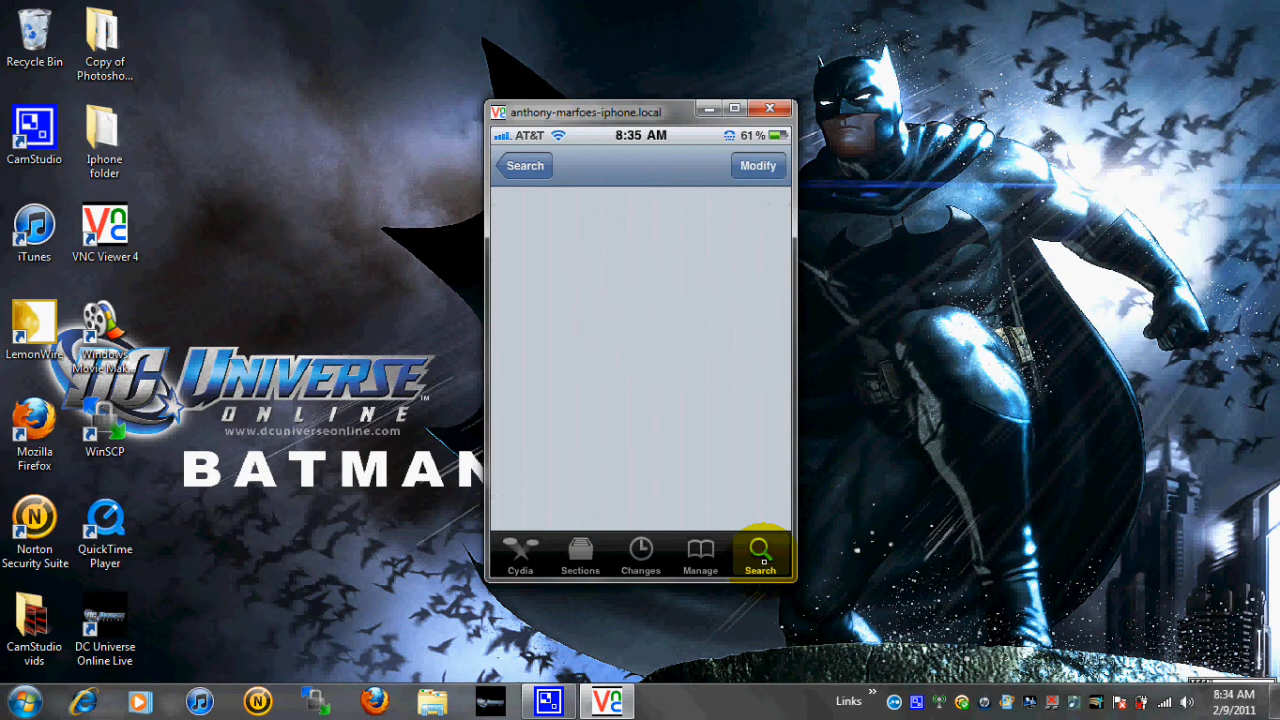 Recycle Bin
Copy of
Photosho...
CamStudio
Iphone
folder
iTunes
VNC Viewer 4
LemonWire
Windows
Movie Mak...
Mozilla
Firefox
WinSCP
Norton
Security Suite
QuickTime
Player
CamStudio
vids
DC Universe
Online Live
DC UNIVERSE™
ONLINE
www.dcuniverseonline.com
BATMAN
anthony-marfoes-iphone.local
AT&T
8:35 AM
61 %
Search
Modify
Cydia
Sections
Changes
Manage
Search
Links
8:34 AM
2/9/2011